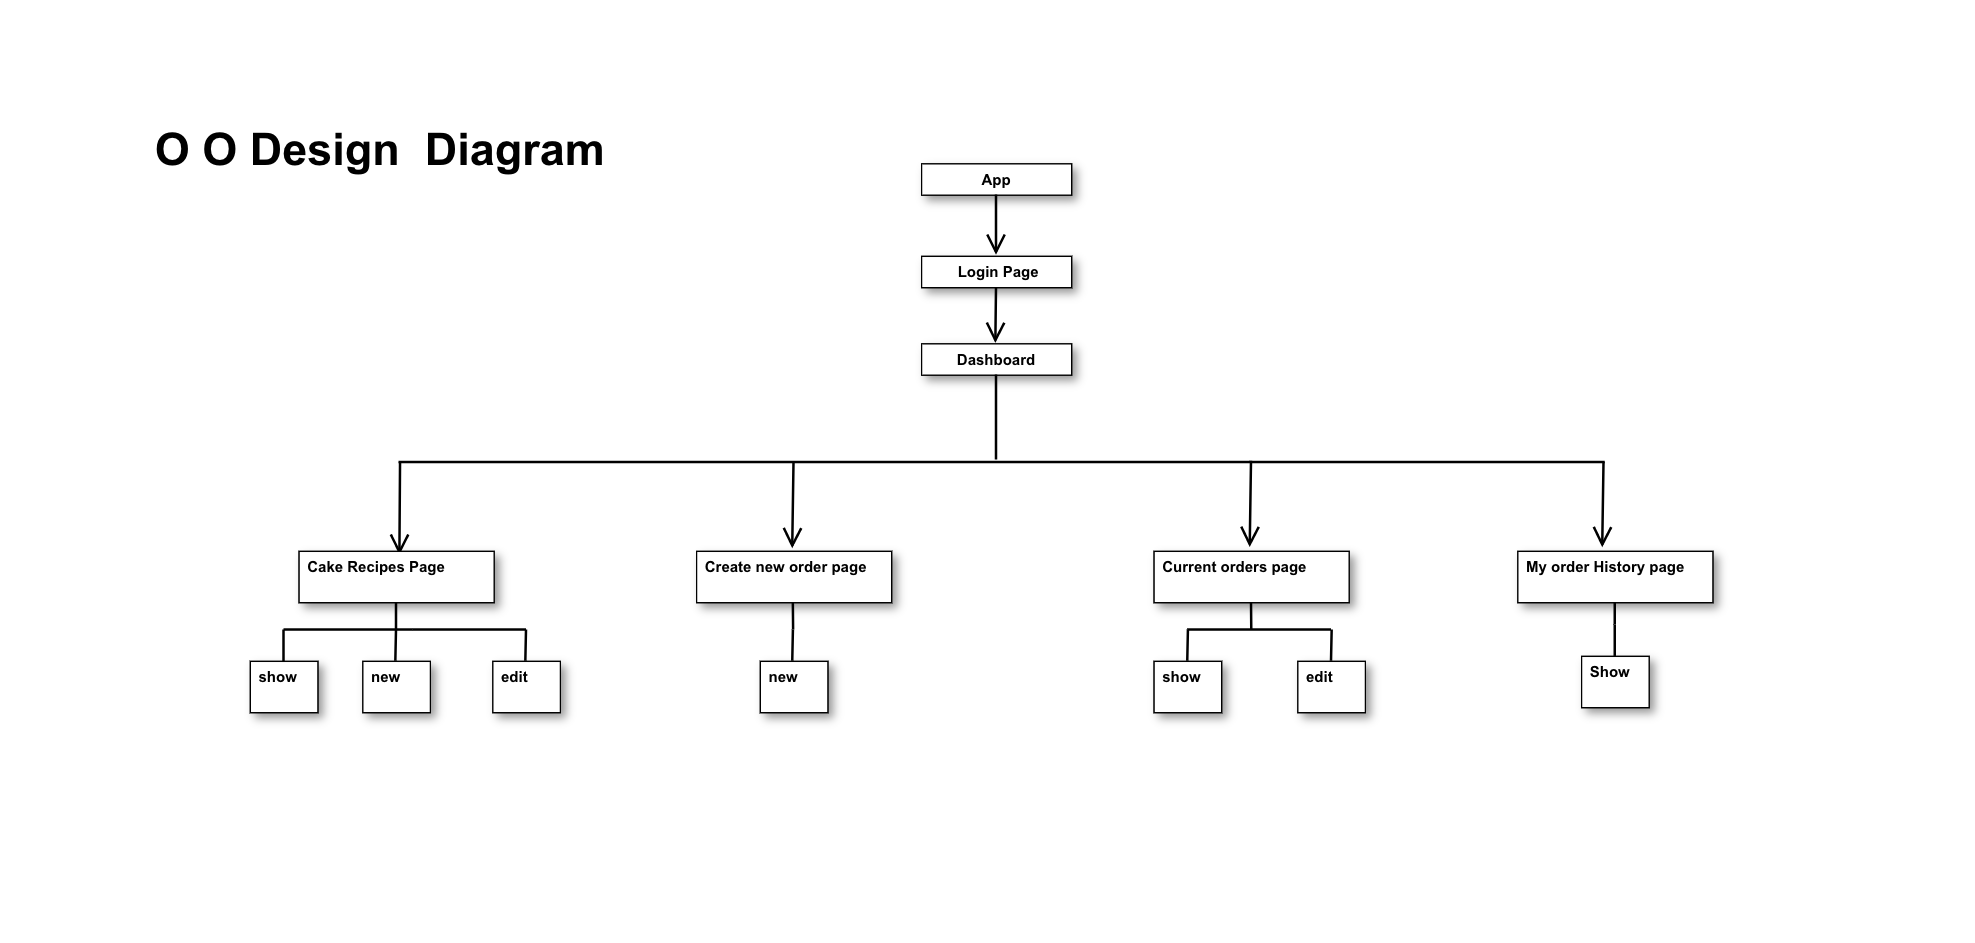 O O Design  Diagram
App
Login Page
Dashboard
Cake Recipes Page
Create new order page
Current orders page
My order History page
show
new
edit
new
show
edit
Show